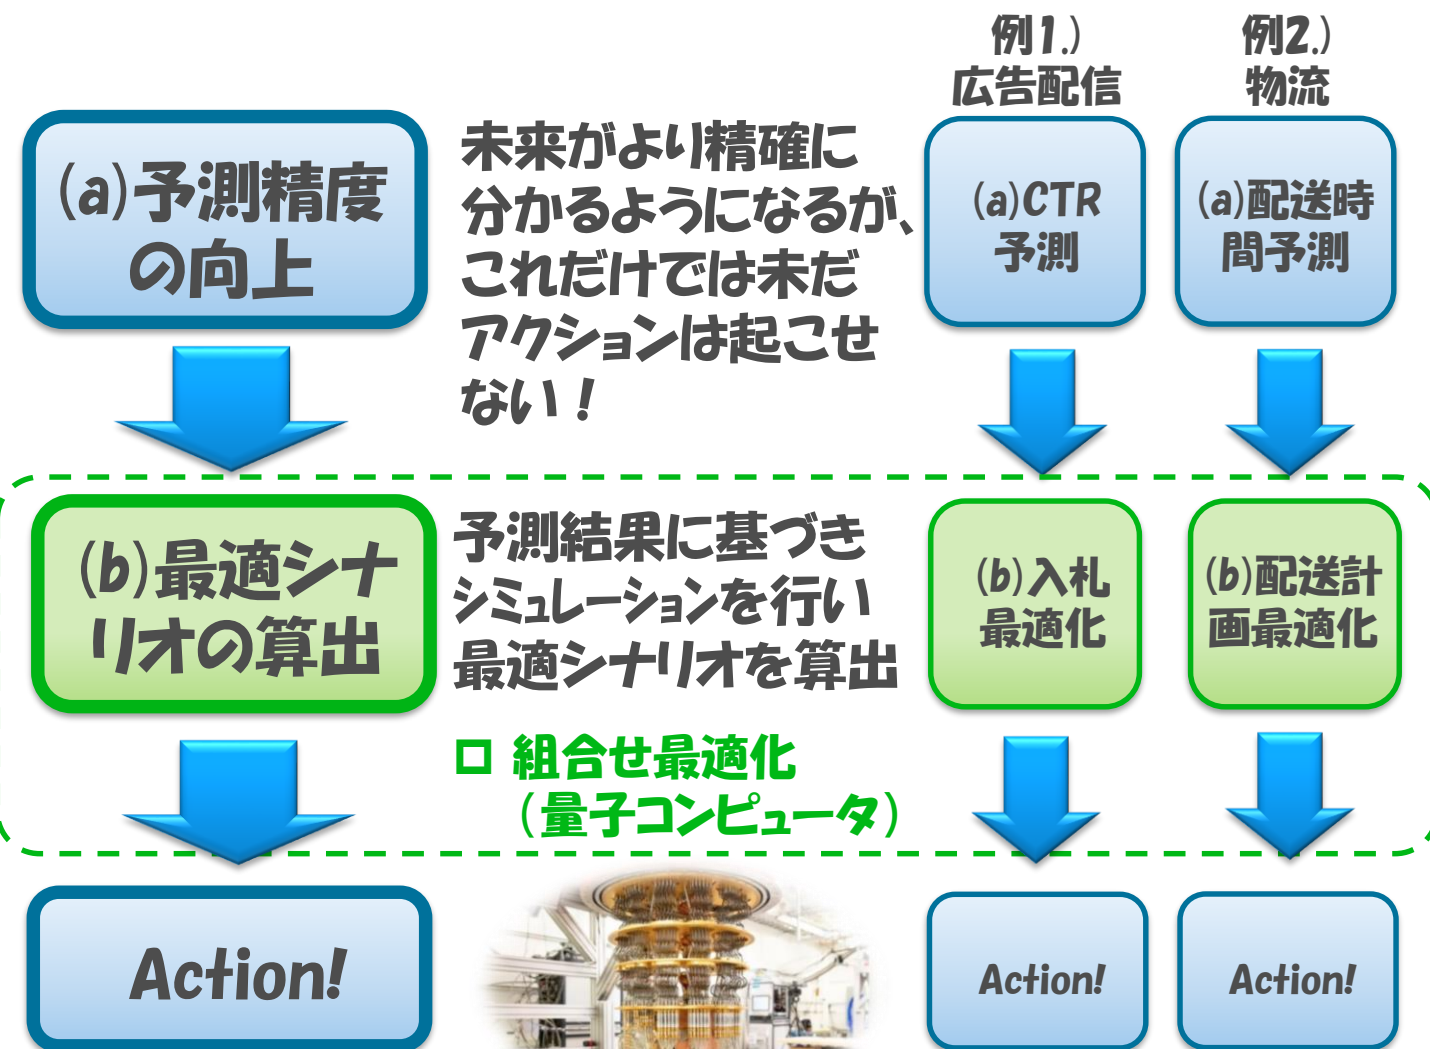 例1.)
広告配信
例2.)
物流
(a)予測精度
の向上
未来がより精確に
分かるようになるが、
これだけでは未だ
アクションは起こせ
ない！
(a)CTR
予測
(a)配送時
間予測
(b)最適シナ
リオの算出
予測結果に基づき
シミュレーションを行い
最適シナリオを算出
□ 組合せ最適化
（量子コンピュータ）
(b)入札
最適化
(b)配送計
画最適化
Action!
Action!
Action!